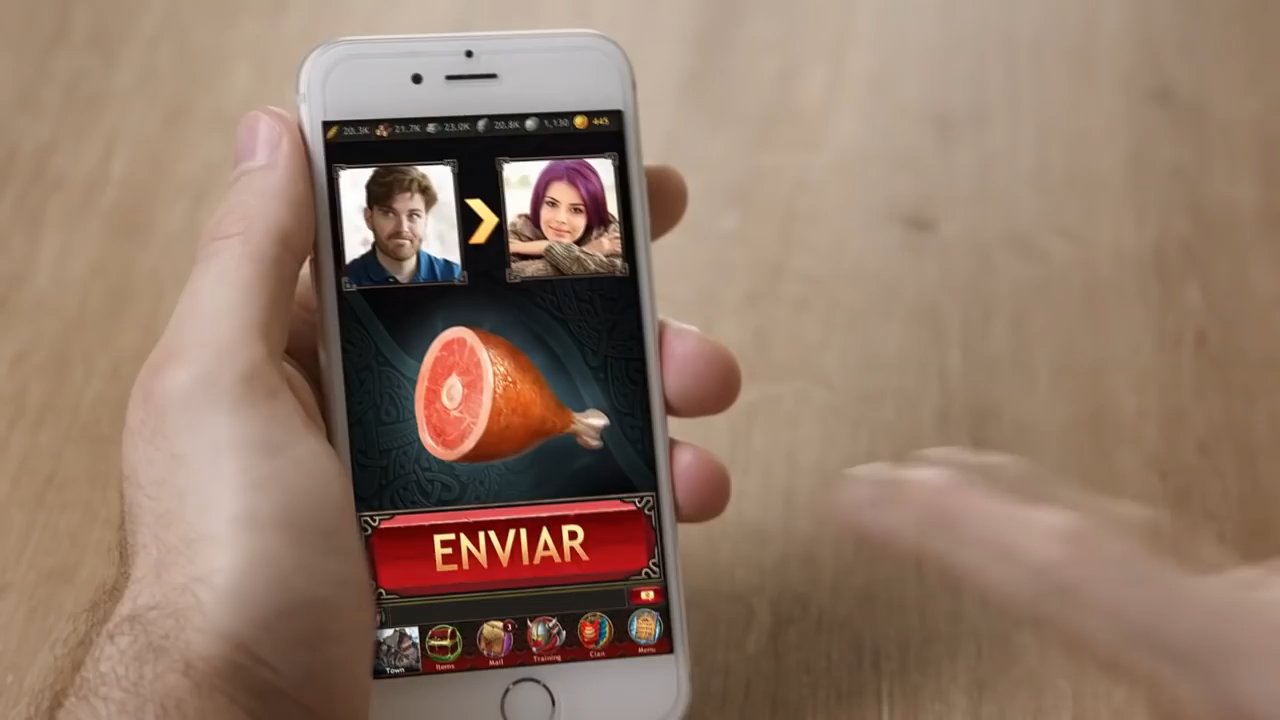 20.3K 21.7K 23.0K 20.8K 1,130 445
ENVIAR
Town Items Mail Training Clan Menu